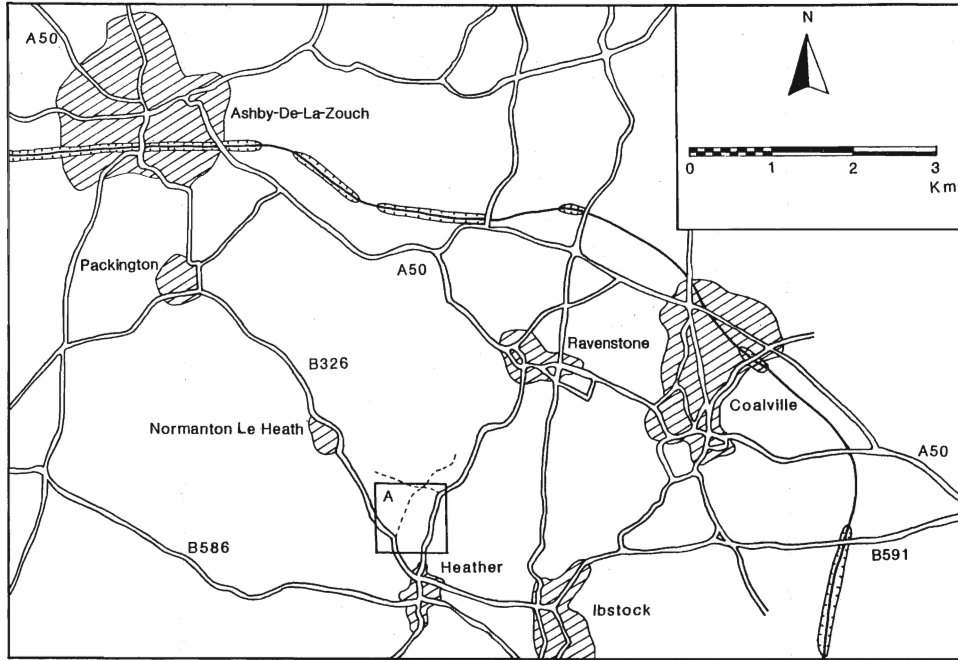 A50
N
Ashby-De-La-Zouch
0 1 2 3
Km
Packington
A50
Ravenstone
B326
Coalville
Normanton Le Heath
A50
A
B586
B591
Heather
Ibstock